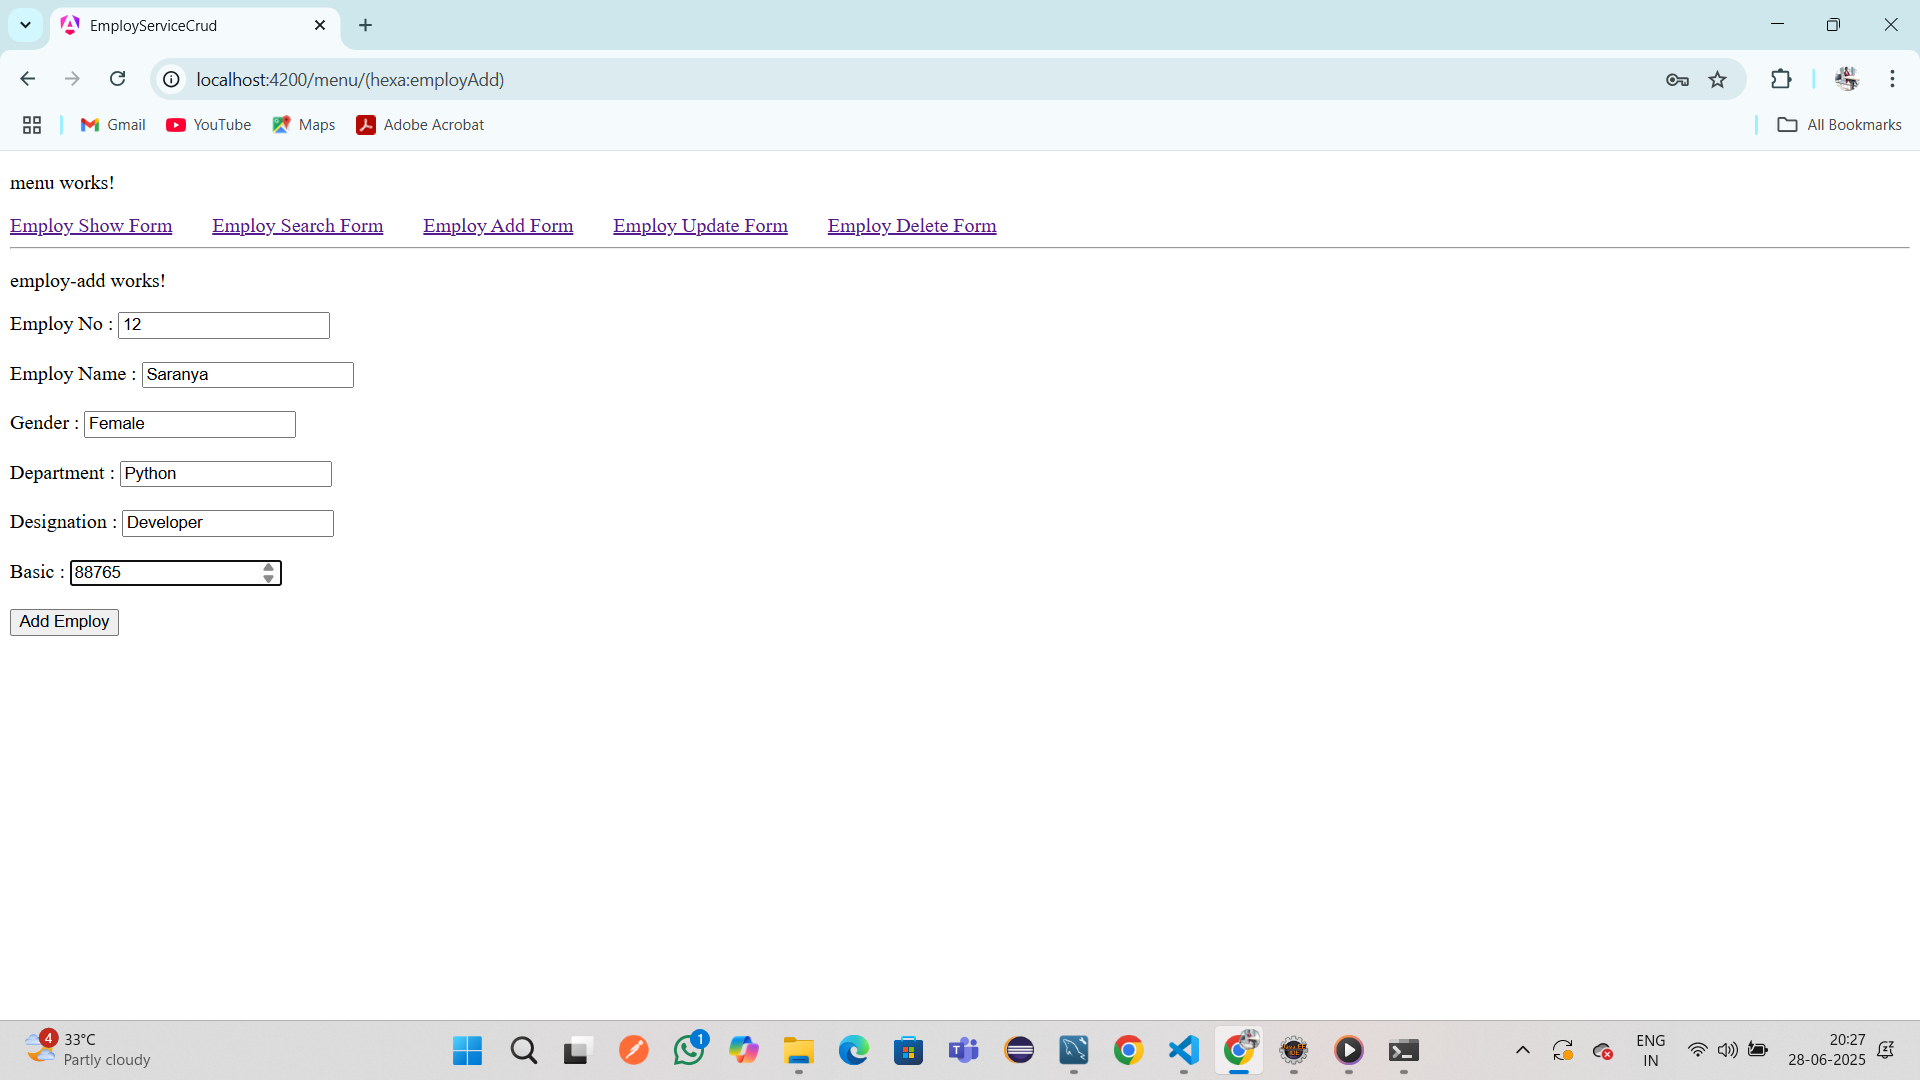 EmployServiceCrud
localhost:4200/menu/(hexa:employAdd)
Gmail YouTube Maps Adobe Acrobat All Bookmarks
menu works!
Employ Show Form Employ Search Form Employ Add Form Employ Update Form Employ Delete Form
employ-add works!
Employ No : 12
Employ Name : Saranya
Gender : Female
Department : Python
Designation : Developer
Basic : 88765
Add Employ
4 33°C
Partly cloudy
1
ENG
IN
20:27
28-06-2025